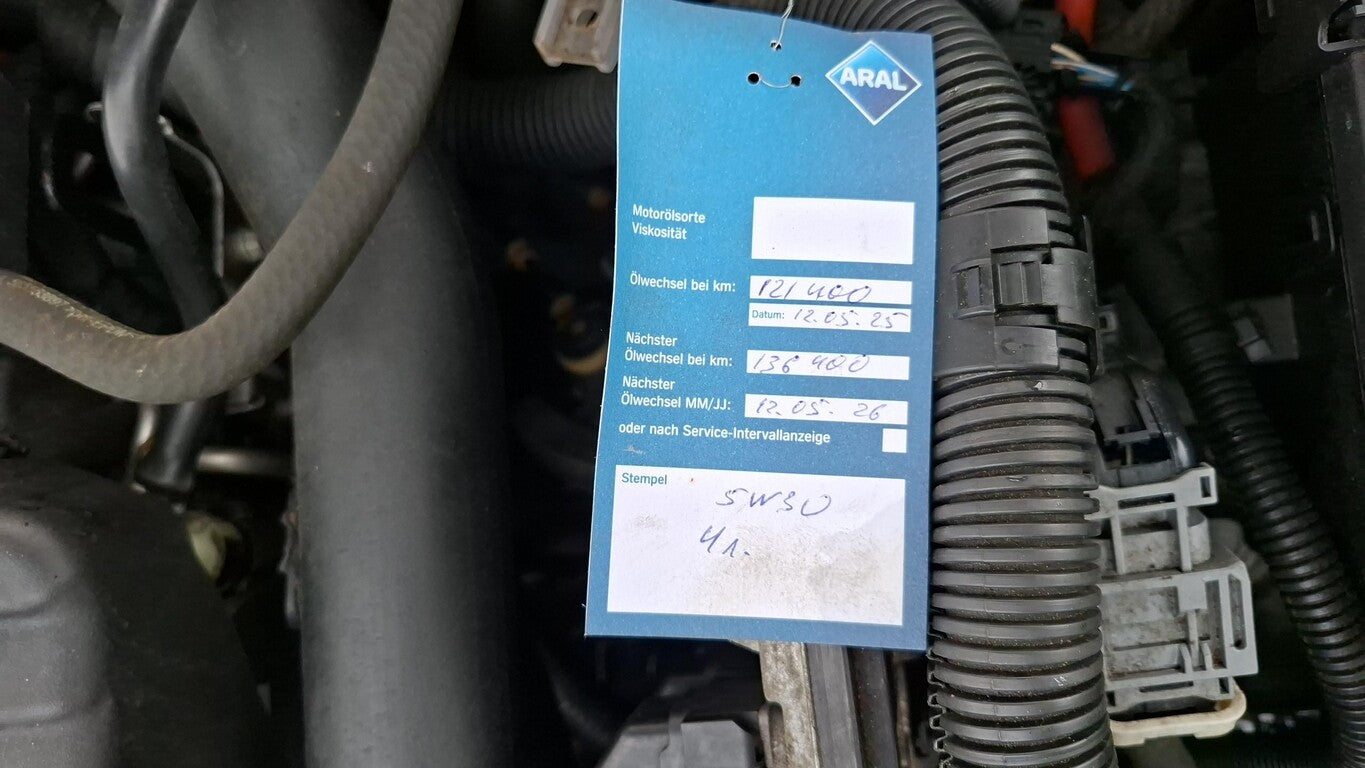 ARAL
Motorölsorte
Viskosität
Ölwechsel bei km: 121 400
Datum: 12.05.25
Nächster
Ölwechsel bei km: 136 400
Nächster
Ölwechsel MM/JJ: 12.05.26
oder nach Service-Intervallanzeige
Stempel
5W30
4л.